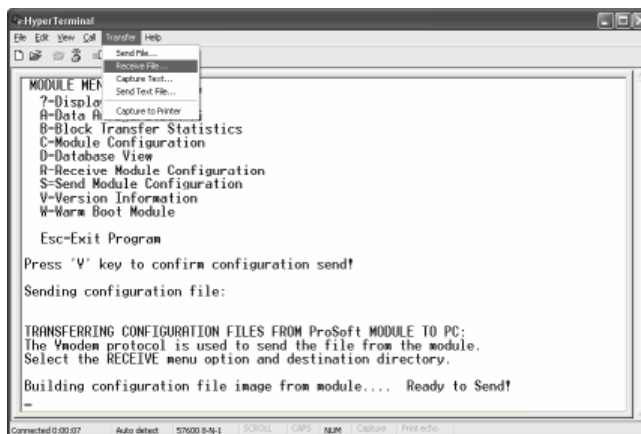 HyperTerminal
File Edit View Call Transfer Help
Send File...
Receive File...
Capture Text...
Send Text File...
Capture to Printer
MODULE MEN
?=Displa
A=Data A
B=Block Transfer Statistics
C=Module Configuration
D=Database View
R=Receive Module Configuration
S=Send Module Configuration
V=Version Information
W=Warm Boot Module
Esc=Exit Program
Press 'Y' key to confirm configuration send!
Sending configuration file:
TRANSFERRING CONFIGURATION FILES FROM ProSoft MODULE TO PC:
The Ymodem protocol is used to send the file from the module.
Select the RECEIVE menu option and destination directory.
Building configuration file image from module.... Ready to Send!
Connected 0:00:07 Auto detect 57600 8-N-1 SCROLL CAPS NUM Capture Print echo